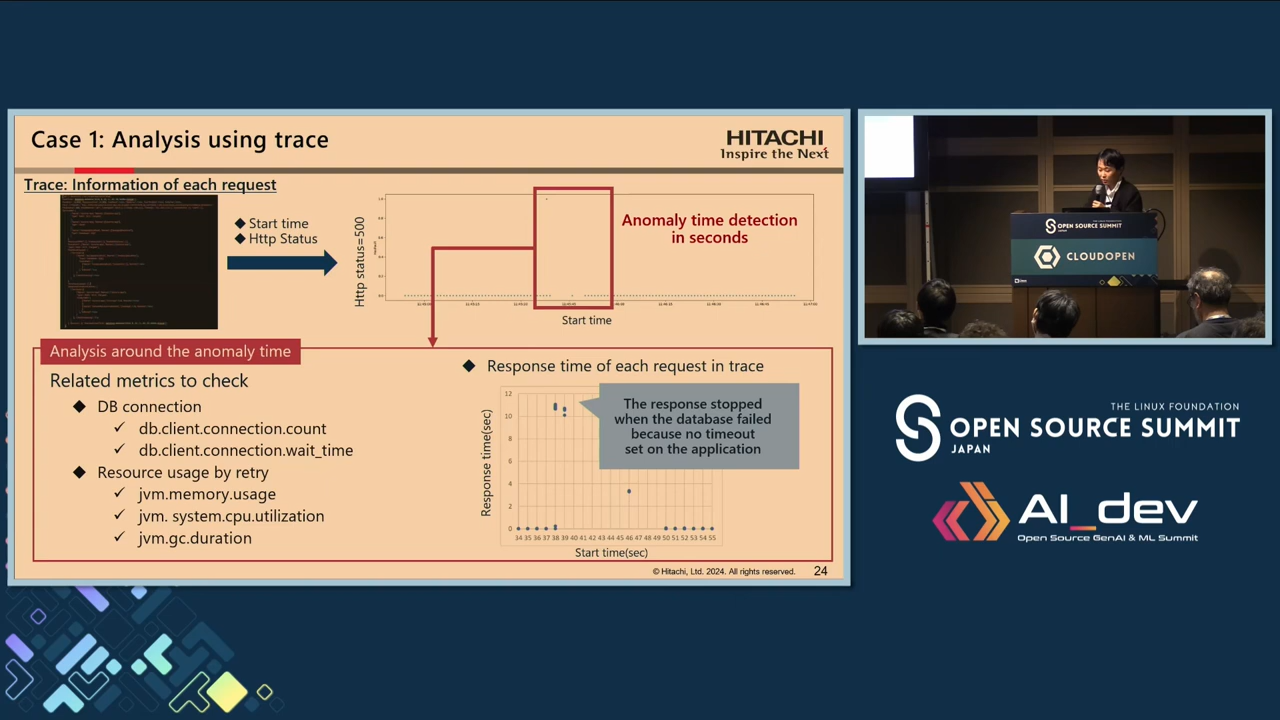 Case 1: Analysis using trace
HITACHI
Inspire the Next
Trace: Information of each request
◆ Start time
◆ Http Status
Http status=500
Anomaly time detection
in seconds
Start time
Analysis around the anomaly time
Related metrics to check
◆ DB connection
✓ db.client.connection.count
✓ db.client.connection.wait_time
◆ Resource usage by retry
✓ jvm.memory.usage
✓ jvm. system.cpu.utilization
✓ jvm.gc.duration
◆ Response time of each request in trace
The response stopped
when the database failed
because no timeout
set on the application
Response time(sec)
12
10
8
6
4
2
0
34 35 36 37 38 39 40 41 42 43 44 45 46 47 48 49 50 51 52 53 54 55
Start time(sec)
© Hitachi, Ltd. 2024. All rights reserved.
24
OPEN SOURCE SUMMIT
CLOUDOPEN
THE LINUX FOUNDATION
OPEN SOURCE SUMMIT
JAPAN
AI_dev
Open Source GenAI & ML Summit